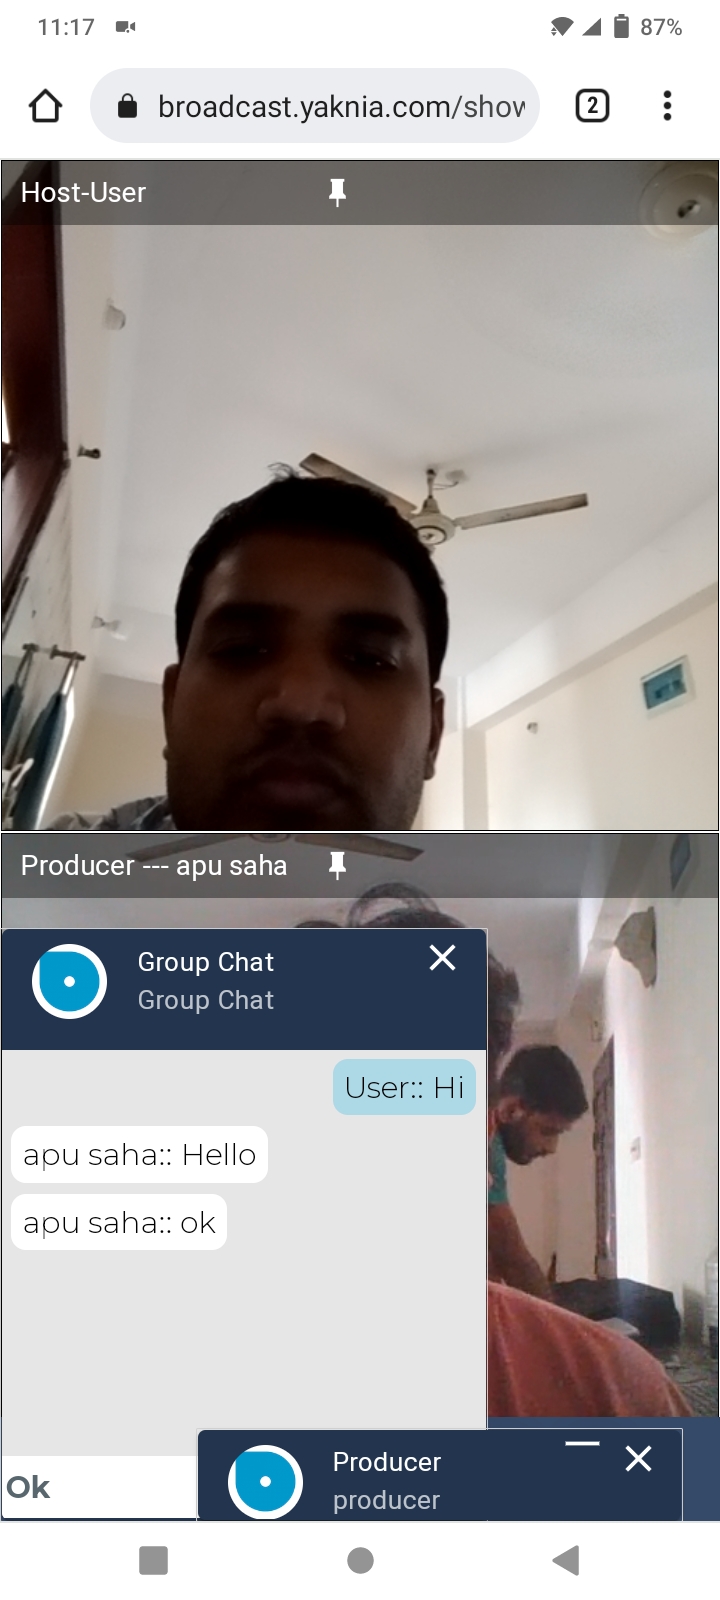 11:17
87%
broadcast.yaknia.com/show
2
Host-User
Producer --- apu saha
Group Chat
Group Chat
User:: Hi
apu saha:: Hello
apu saha:: ok
Ok
Producer
producer